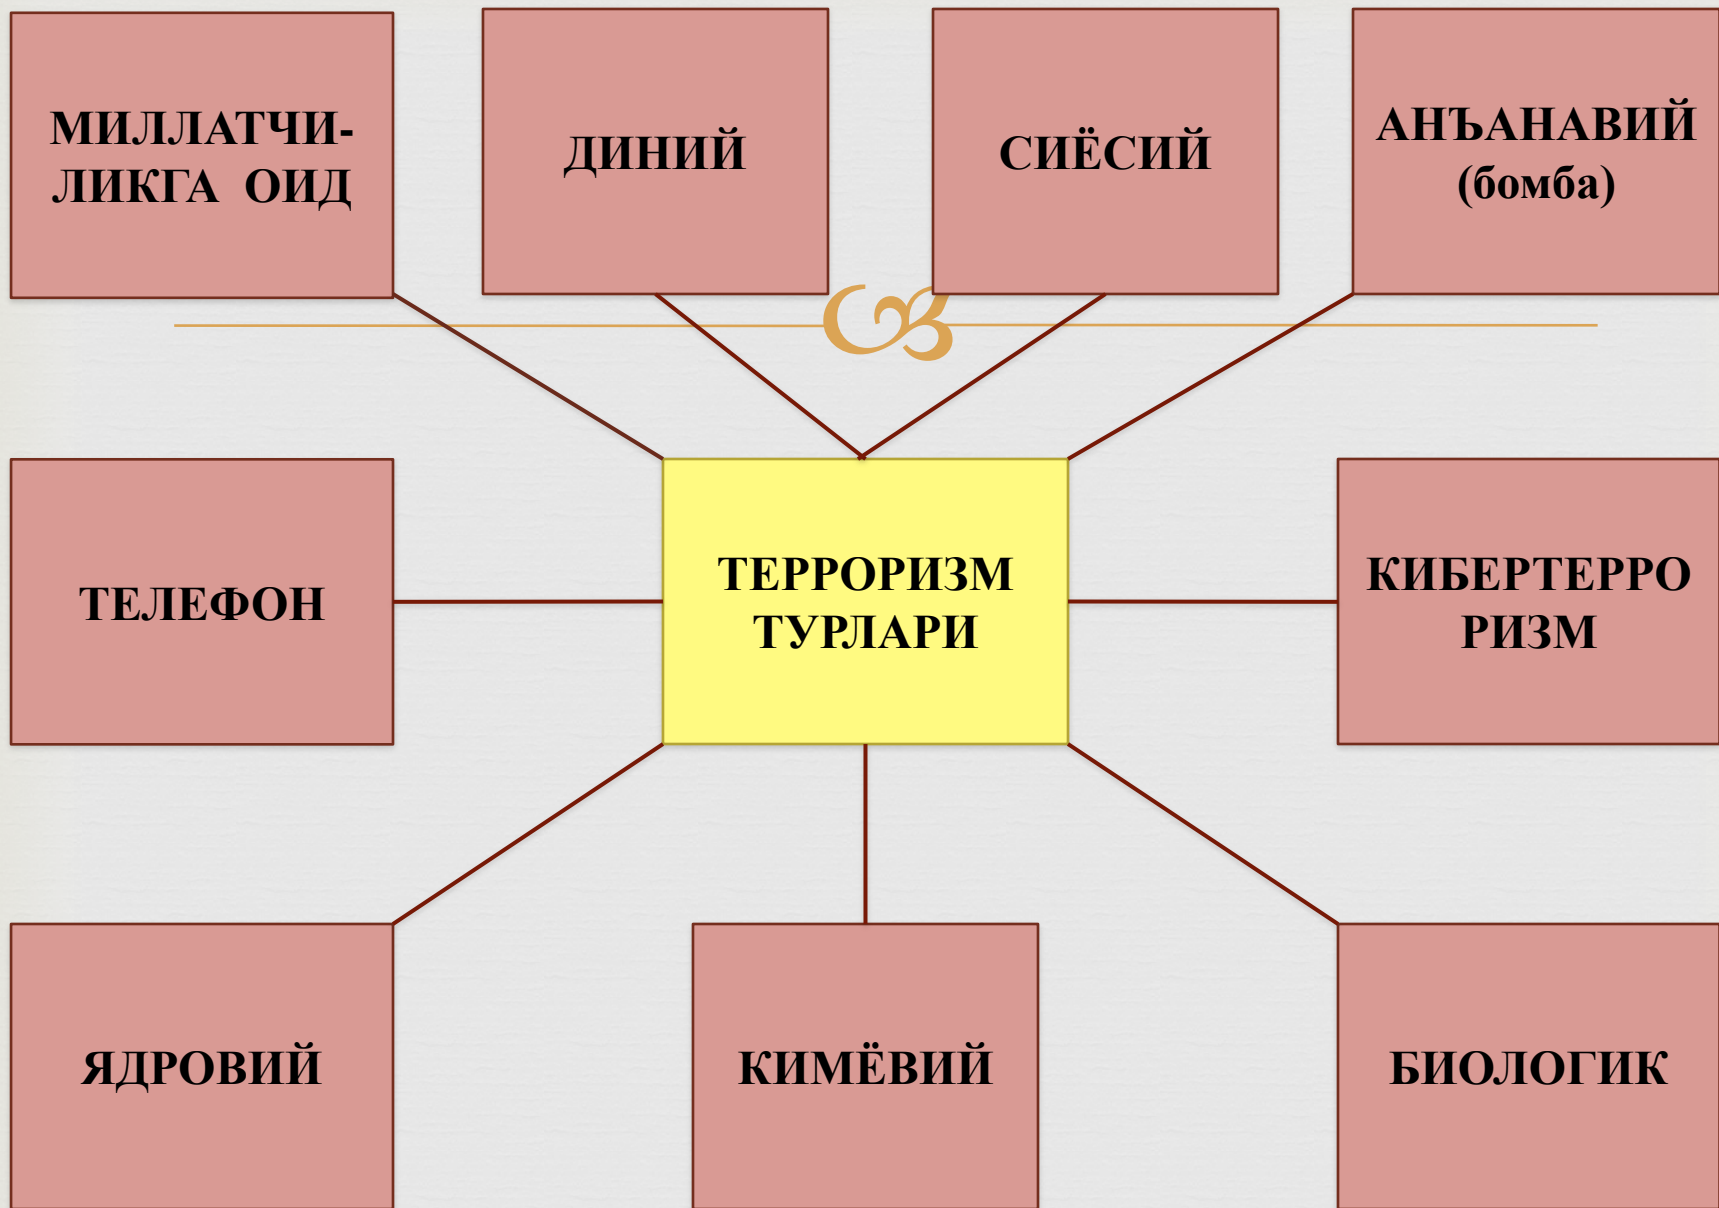 МИЛЛАТЧИ-
ЛИКГА ОИД
ДИНИЙ
СИЁСИЙ
АНЪАНАВИЙ
(бомба)
ТЕЛЕФОН
ТЕРРОРИЗМ
ТУРЛАРИ
КИБЕРТЕРРО
РИЗМ
ЯДРОВИЙ
КИМЁВИЙ
БИОЛОГИК